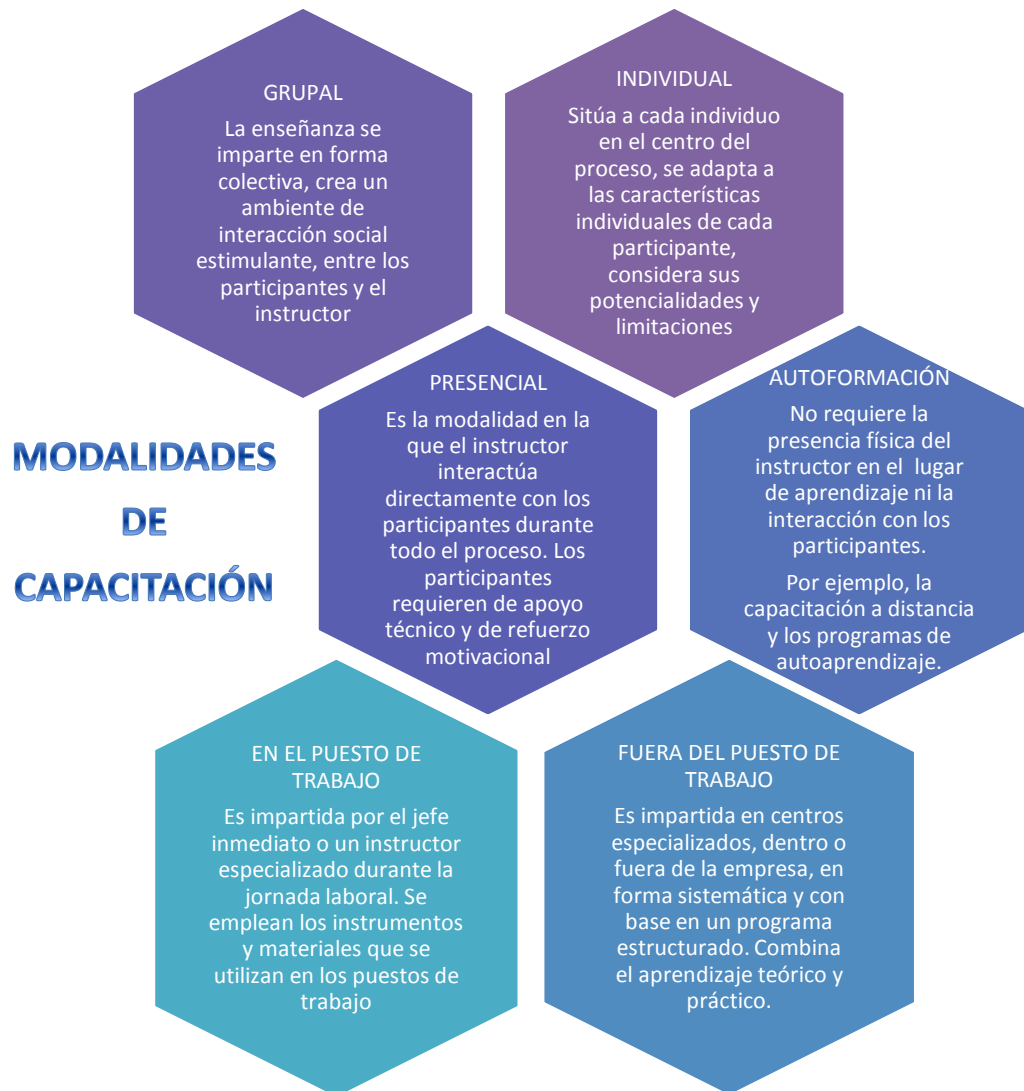 GRUPAL
La enseñanza se
imparte en forma
colectiva, crea un
ambiente de
interacción social
estimulante, entre los
participantes y el
instructor
INDIVIDUAL
Sitúa a cada individuo
en el centro del
proceso, se adapta a
las características
individuales de cada
participante,
considera sus
potencialidades y
limitaciones
MODALIDADES
DE
CAPACITACIÓN
PRESENCIAL
Es la modalidad en la
que el instructor
interactúa
directamente con los
participantes durante
todo el proceso. Los
participantes
requieren de apoyo
técnico y de refuerzo
motivacional
AUTOFORMACIÓN
No requiere la
presencia física del
instructor en el lugar
de aprendizaje ni la
interacción con los
participantes.
Por ejemplo, la
capacitación a distancia
y los programas de
autoaprendizaje.
EN EL PUESTO DE
TRABAJO
Es impartida por el jefe
inmediato o un instructor
especializado durante la
jornada laboral. Se
emplean los instrumentos
y materiales que se
utilizan en los puestos de
trabajo
FUERA DEL PUESTO DE
TRABAJO
Es impartida en centros
especializados, dentro o
fuera de la empresa, en
forma sistemática y con
base en un programa
estructurado. Combina
el aprendizaje teórico y
práctico.